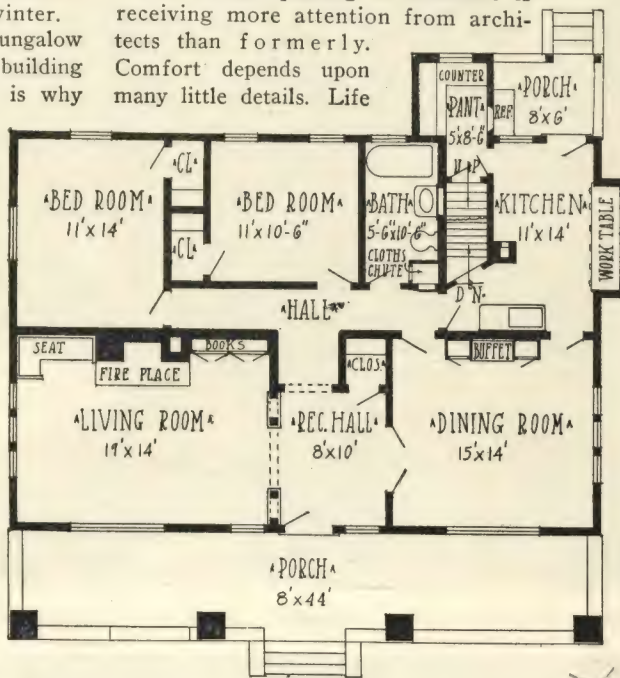 winter.
ungalow
building
is why
receiving more attention from archi-
tects than formerly.
Comfort depends upon
many little details. Life
COUNTER
PANT
5x8'-6"
REF.
PORCH
8'x6'
BED ROOM
11'x14'
CL
CL
BED ROOM
11'x10'-6"
BATH
5'-6"x10'-6"
CLOTHS
CHUTE
UP
KITCHEN
11'x14'
WORK TABLE
HALL
DN.
SEAT
FIRE PLACE
BOOKS
CLOS.
BUFFET
LIVING ROOM
19'x14'
REC. HALL
8'x10'
DINING ROOM
15'x14'
PORCH
8'x44'